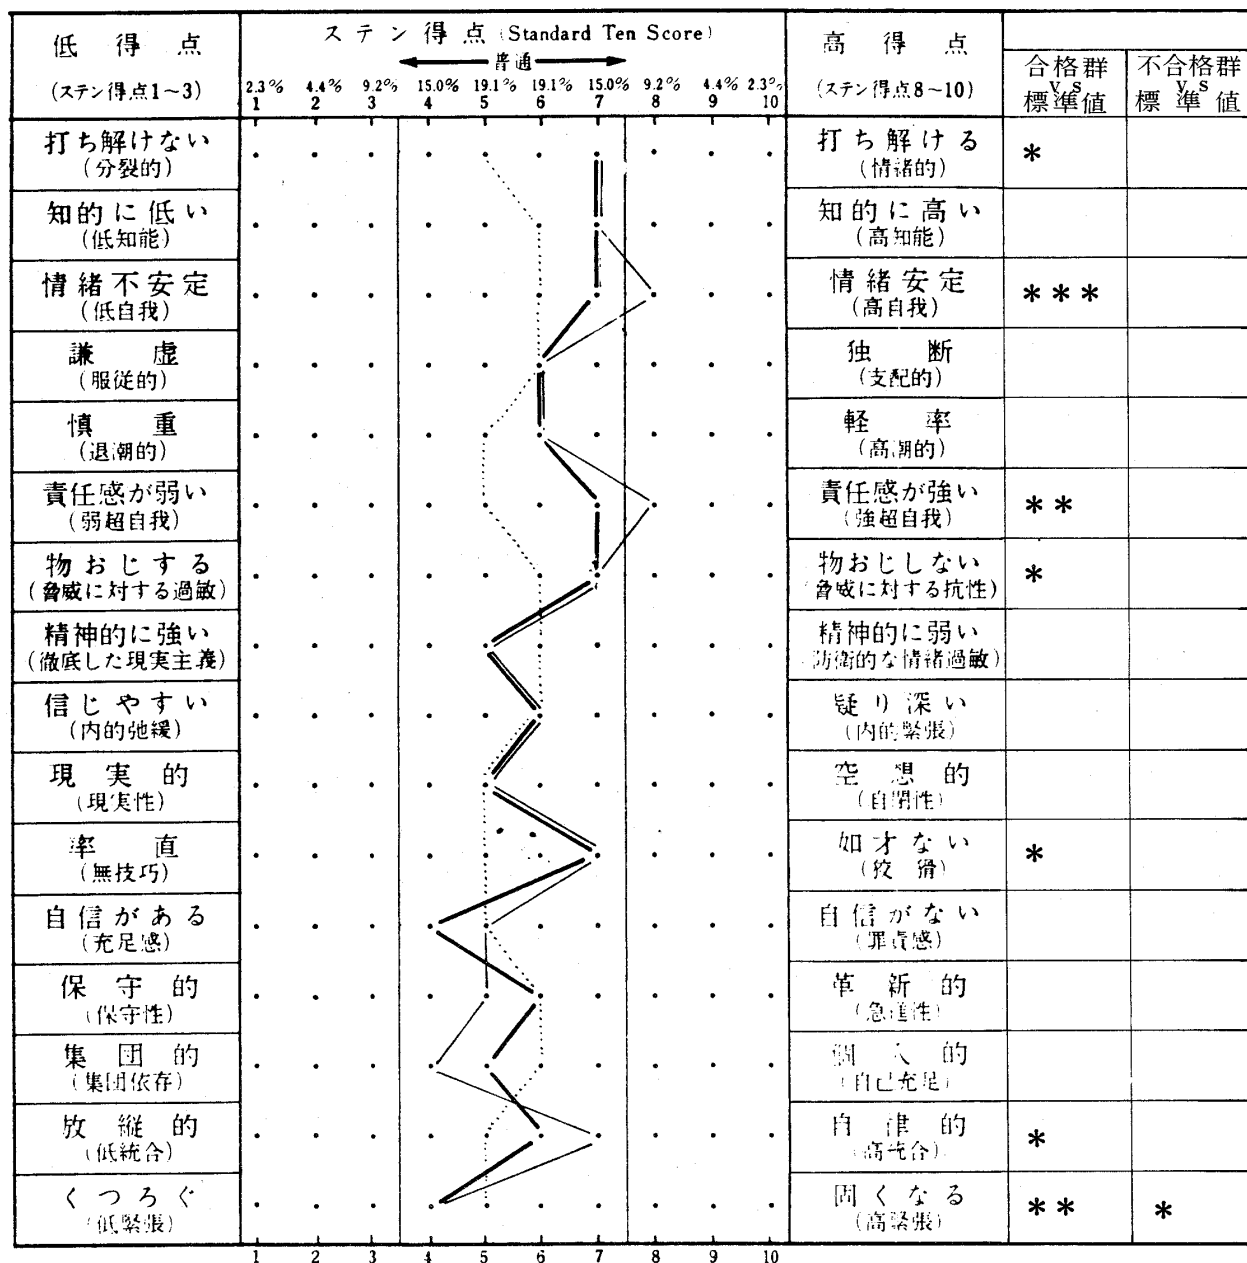 低得点
(ステン得点1~3)
ステン得点(Standard Ten Score)
普通
2.3% 4.4% 9.2% 15.0% 19.1% 19.1% 15.0% 9.2% 4.4% 2.3%
1 2 3 4 5 6 7 8 9 10
高得点
(ステン得点8~10)
合格群
vs
標準値
不合格群
vs
標準値
打ち解けない
(分裂的)
打ち解ける
(情緒的)
*
知的に低い
(低知能)
知的に高い
(高知能)
情緒不安定
(低自我)
情緒安定
(高自我)
***
謙虚
(服従的)
独断
(支配的)
慎重
(退潮的)
軽率
(高潮的)
責任感が弱い
(弱超自我)
責任感が強い
(強超自我)
**
物おじする
(脅威に対する過敏)
物おじしない
(脅威に対する抗性)
*
精神的に強い
(徹底した現実主義)
精神的に弱い
防衛的な情緒過敏)
信じやすい
(内的弛緩)
疑り深い
(内的緊張)
現実的
(現実性)
空想的
(自閉性)
率直
(無技巧)
如才ない
(狡猾)
*
自信がある
(充足感)
自信がない
(罪責感)
保守的
(保守性)
革新的
(急進性)
集団的
(集団依存)
個人的
(自己充足)
放縦的
(低統合)
自律的
(高統合)
*
くつろぐ
(低緊張)
固くなる
(高緊張)
**
*
1 2 3 4 5 6 7 8 9 10